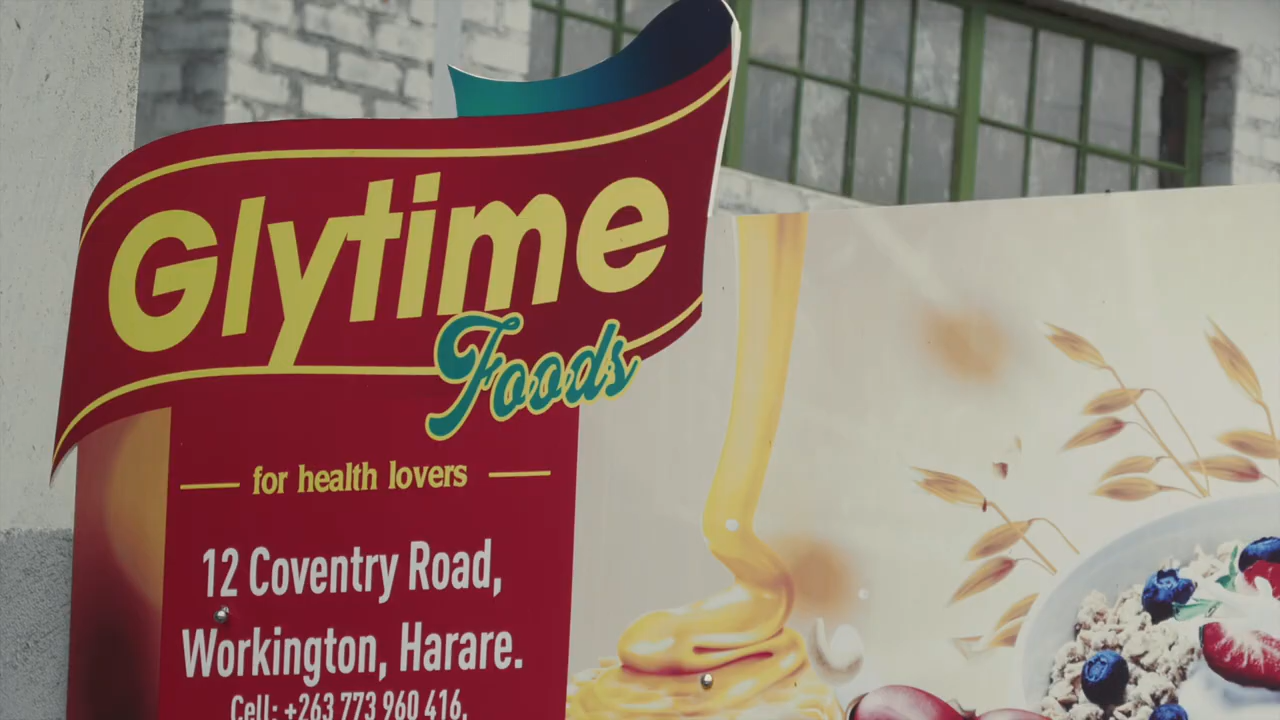 Glytime
Foods
for health lovers
12 Coventry Road,
Workington, Harare.
Cell: +263 773 960 416,